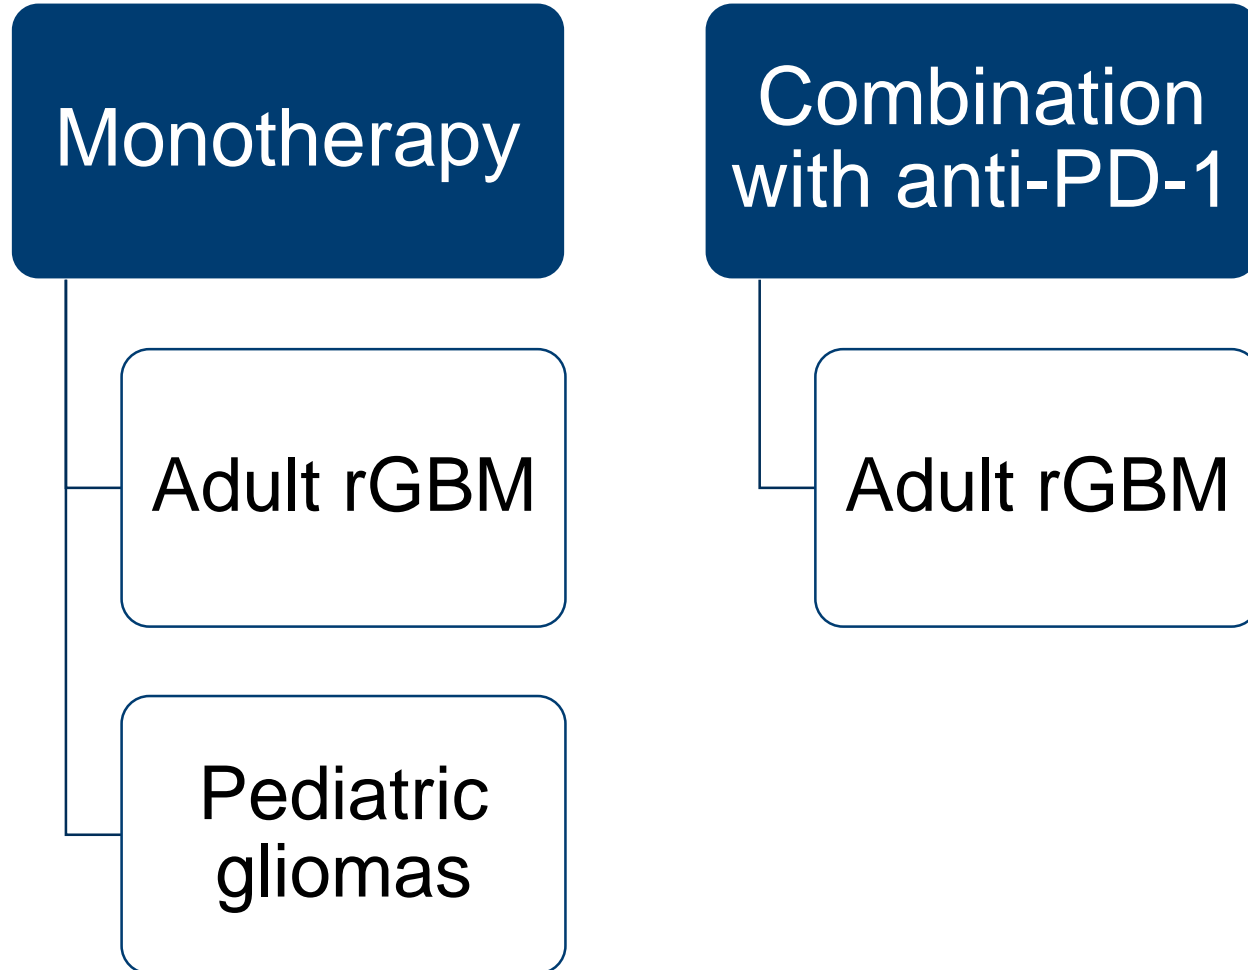 Monotherapy
Adult rGBM
Pediatric
gliomas
Combination
with anti-PD-1
Adult rGBM